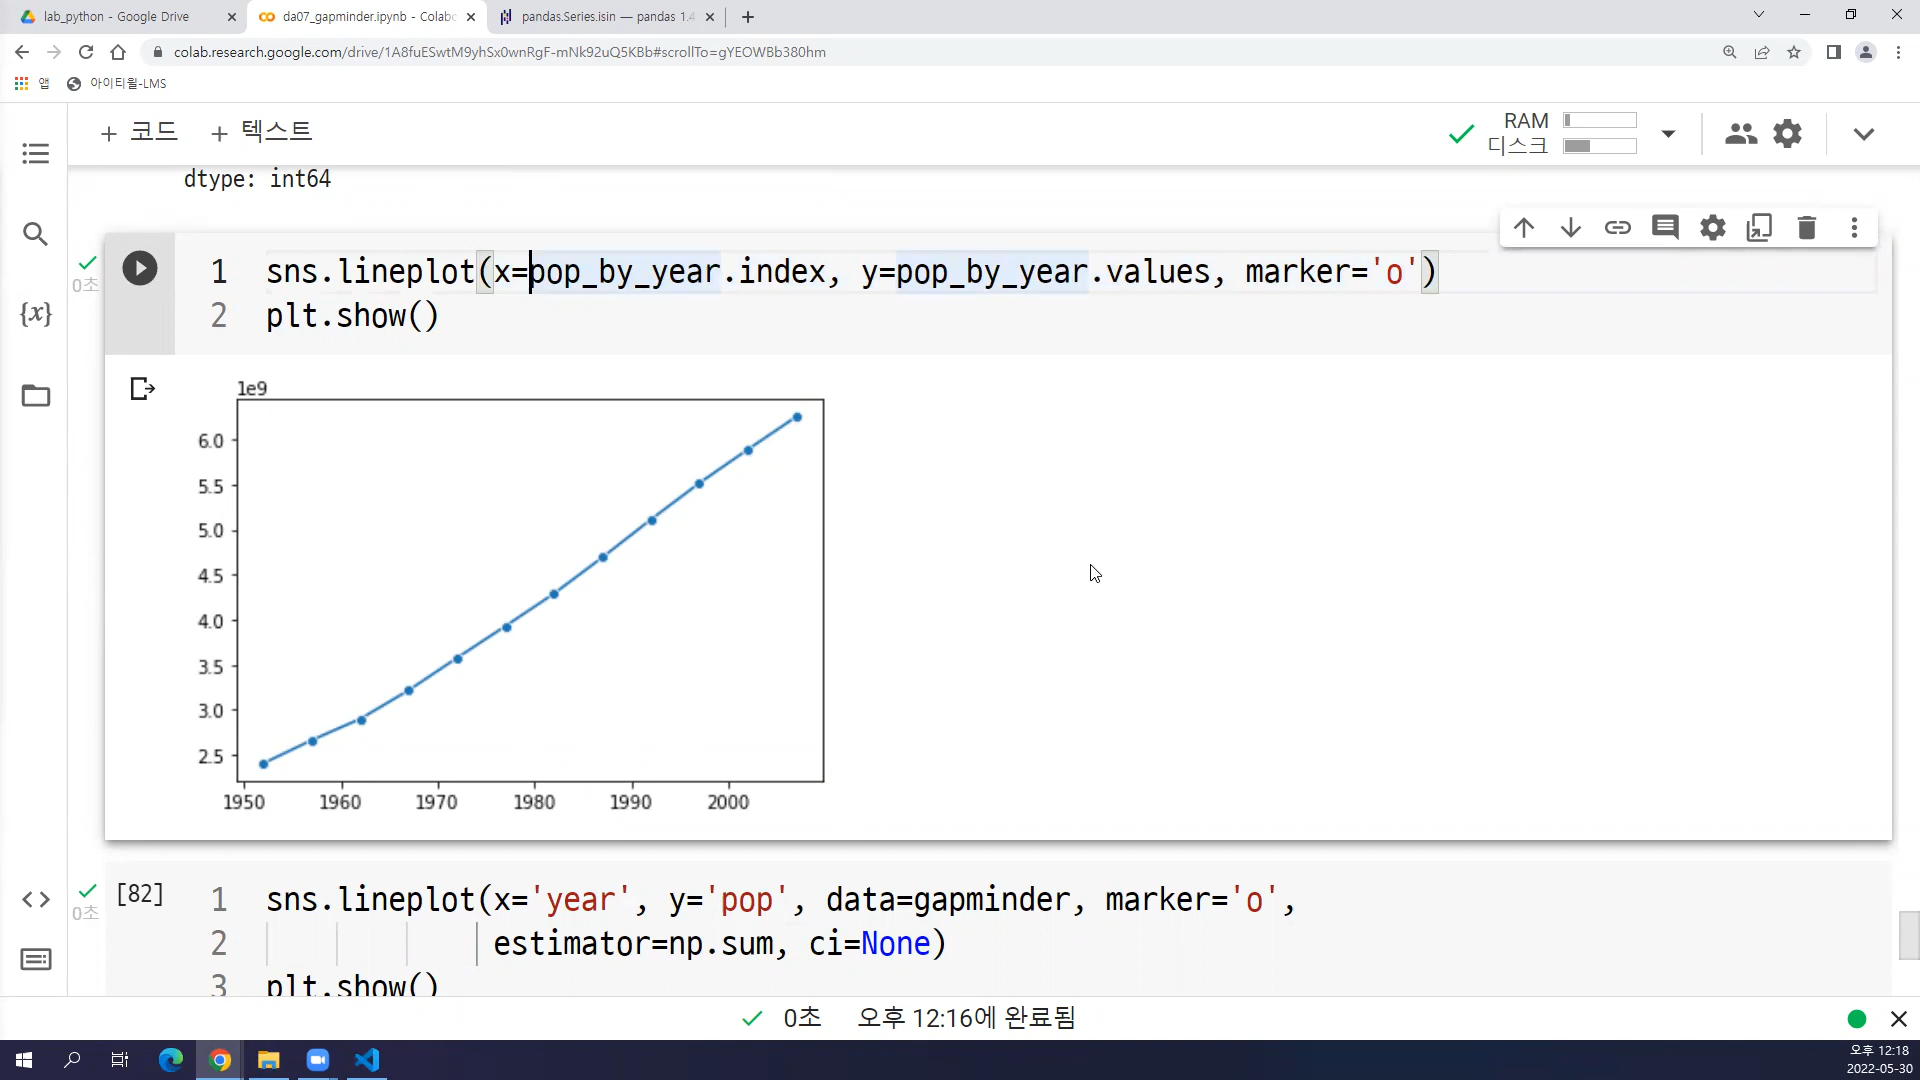 lab_python - Google Drive
da07_gapminder.ipynb - Colabo
pandas.Series.isin — pandas 1.4
colab.research.google.com/drive/1A8fuESwtM9yhSx0wnRgF-mNk92uQ5KBb#scrollTo=gYEOWBb380hm
앱
아이티윌-LMS
+ 코드 + 텍스트
RAM
디스크
dtype: int64
0초
1 sns.lineplot(x=pop_by_year.index, y=pop_by_year.values, marker='o')
2 plt.show()
{x}
1e9
6.0
5.5
5.0
4.5
4.0
3.5
3.0
2.5
1950 1960 1970 1980 1990 2000
0초
[82]
1 sns.lineplot(x='year', y='pop', data=gapminder, marker='o',
2 estimator=np.sum, ci=None)
3 plt.show()
0초 오후 12:16에 완료됨
오후 12:18
2022-05-30